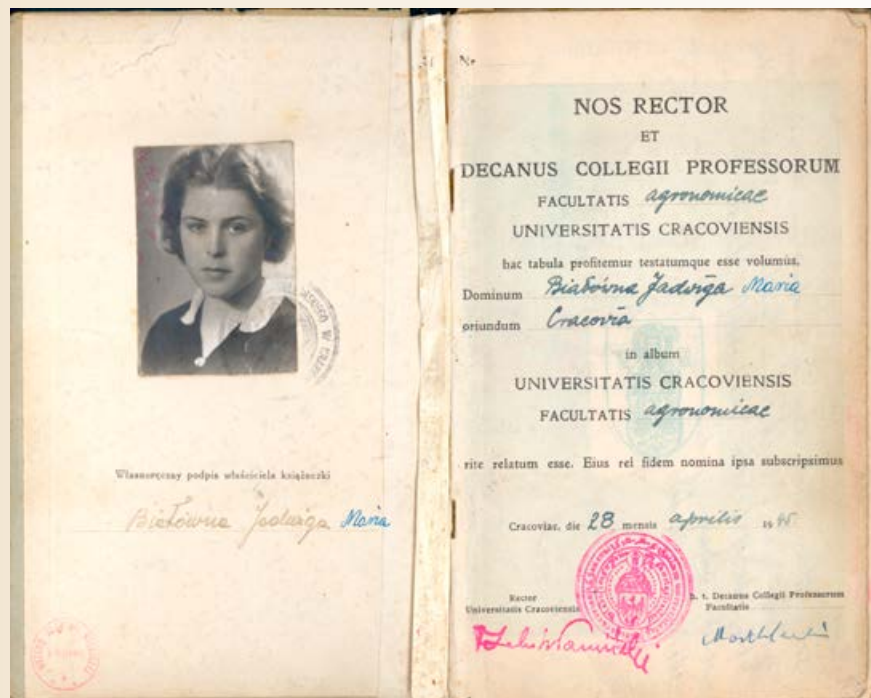 Własnoręczny podpis właściciela książeczki
Białówna Jadwiga Maria
Nr
NOS RECTOR
ET
DECANUS COLLEGII PROFESSORUM
FACULTATIS agronomicae
UNIVERSITATIS CRACOVIENSIS
hac tabula profitemur testatumque esse volumus,
Dominum Białówna Jadwiga Maria
oriundum Cracovia
in album
UNIVERSITATIS CRACOVIENSIS
FACULTATIS agronomicae
rite relatum esse. Eius rei fidem nomina ipsa subscripsimus
Cracoviae, die 28 mensis aprilis 1945
Rector
Universitatis Cracoviensis
h. t. Decanus Collegii Professorum
Facultatis